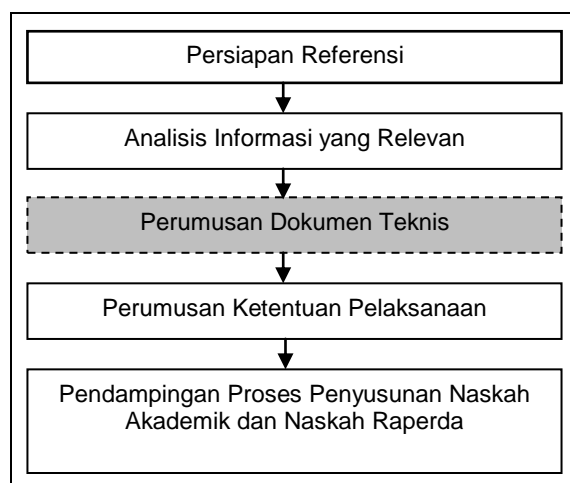 Persiapan Referensi
Analisis Informasi yang Relevan
Perumusan Dokumen Teknis
Perumusan Ketentuan Pelaksanaan
Pendampingan Proses Penyusunan Naskah
Akademik dan Naskah Raperda